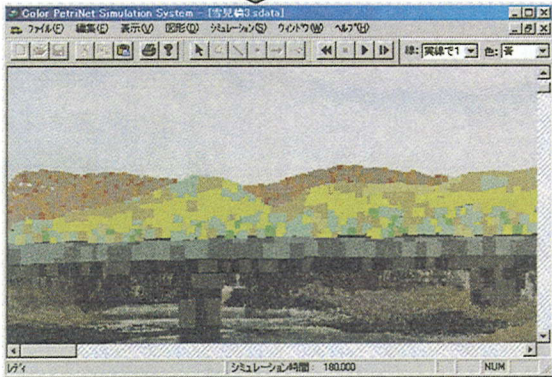 Color PetriNet Simulation System - [雪見橋3.sdata]
ファイル(F) 編集(E) 表示(V) 図形(D) シミュレーション(S) ウィンドウ(W) ヘルプ(H)
線: 実線で1 色: 蒼
レディ シミュレーション時間: 180.000 NUM